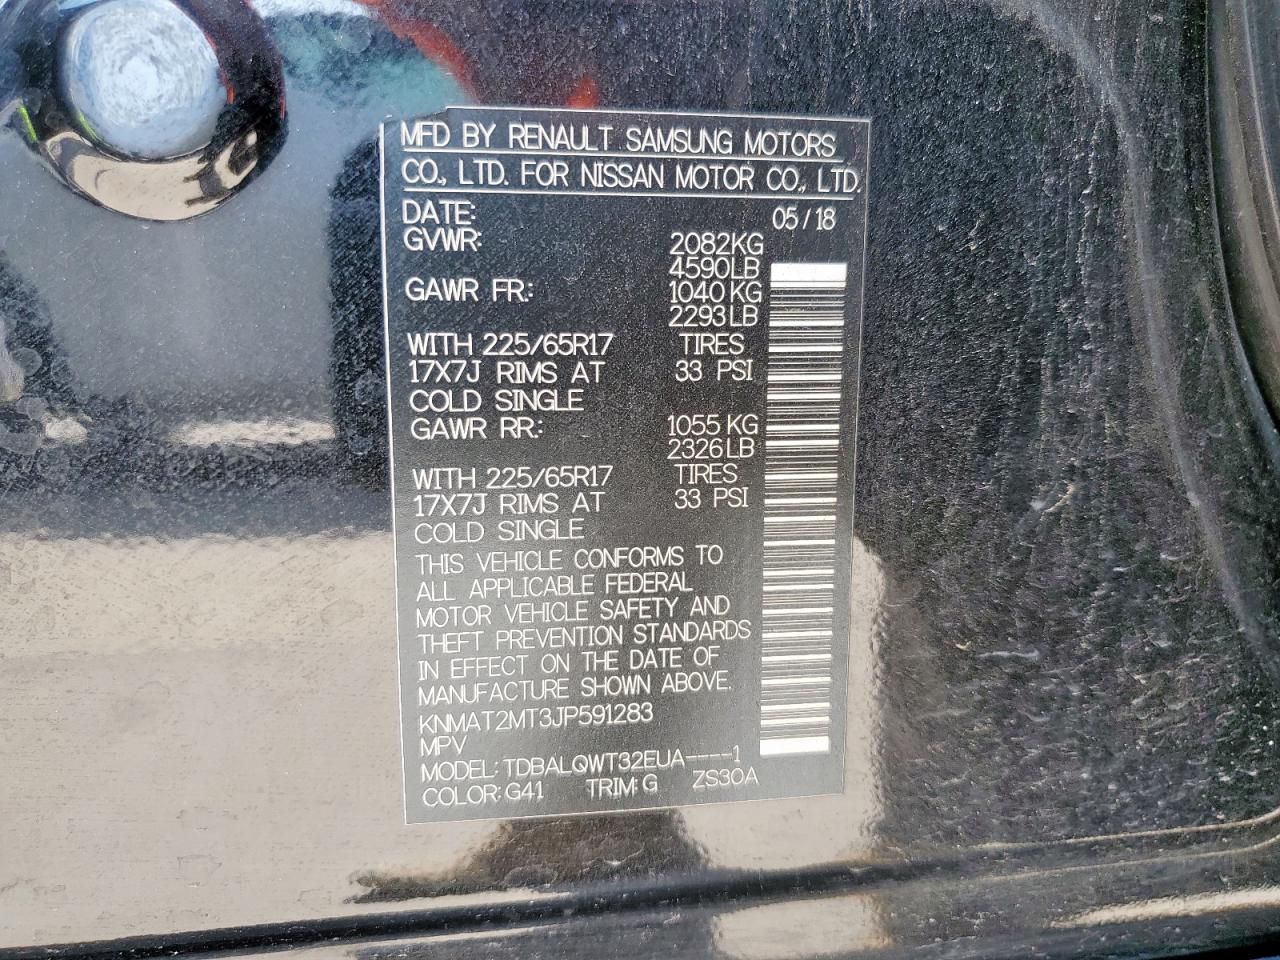 MFD BY RENAULT SAMSUNG MOTORS
CO., LTD. FOR NISSAN MOTOR CO., LTD.
DATE: 05/18
GVWR: 2082KG
4590LB
GAWR FR.: 1040KG
2293LB
WITH 225/65R17 TIRES
17X7J RIMS AT 33 PSI
COLD SINGLE
GAWR RR.: 1055KG
2326LB
WITH 225/65R17 TIRES
17X7J RIMS AT 33 PSI
COLD SINGLE
THIS VEHICLE CONFORMS TO
ALL APPLICABLE FEDERAL
MOTOR VEHICLE SAFETY AND
THEFT PREVENTION STANDARDS
IN EFFECT ON THE DATE OF
MANUFACTURE SHOWN ABOVE.
KNMAT2MT3JP591283
MPV
MODEL: TDBALQWT32EUA----1
COLOR: G41 TRIM: G ZS30A